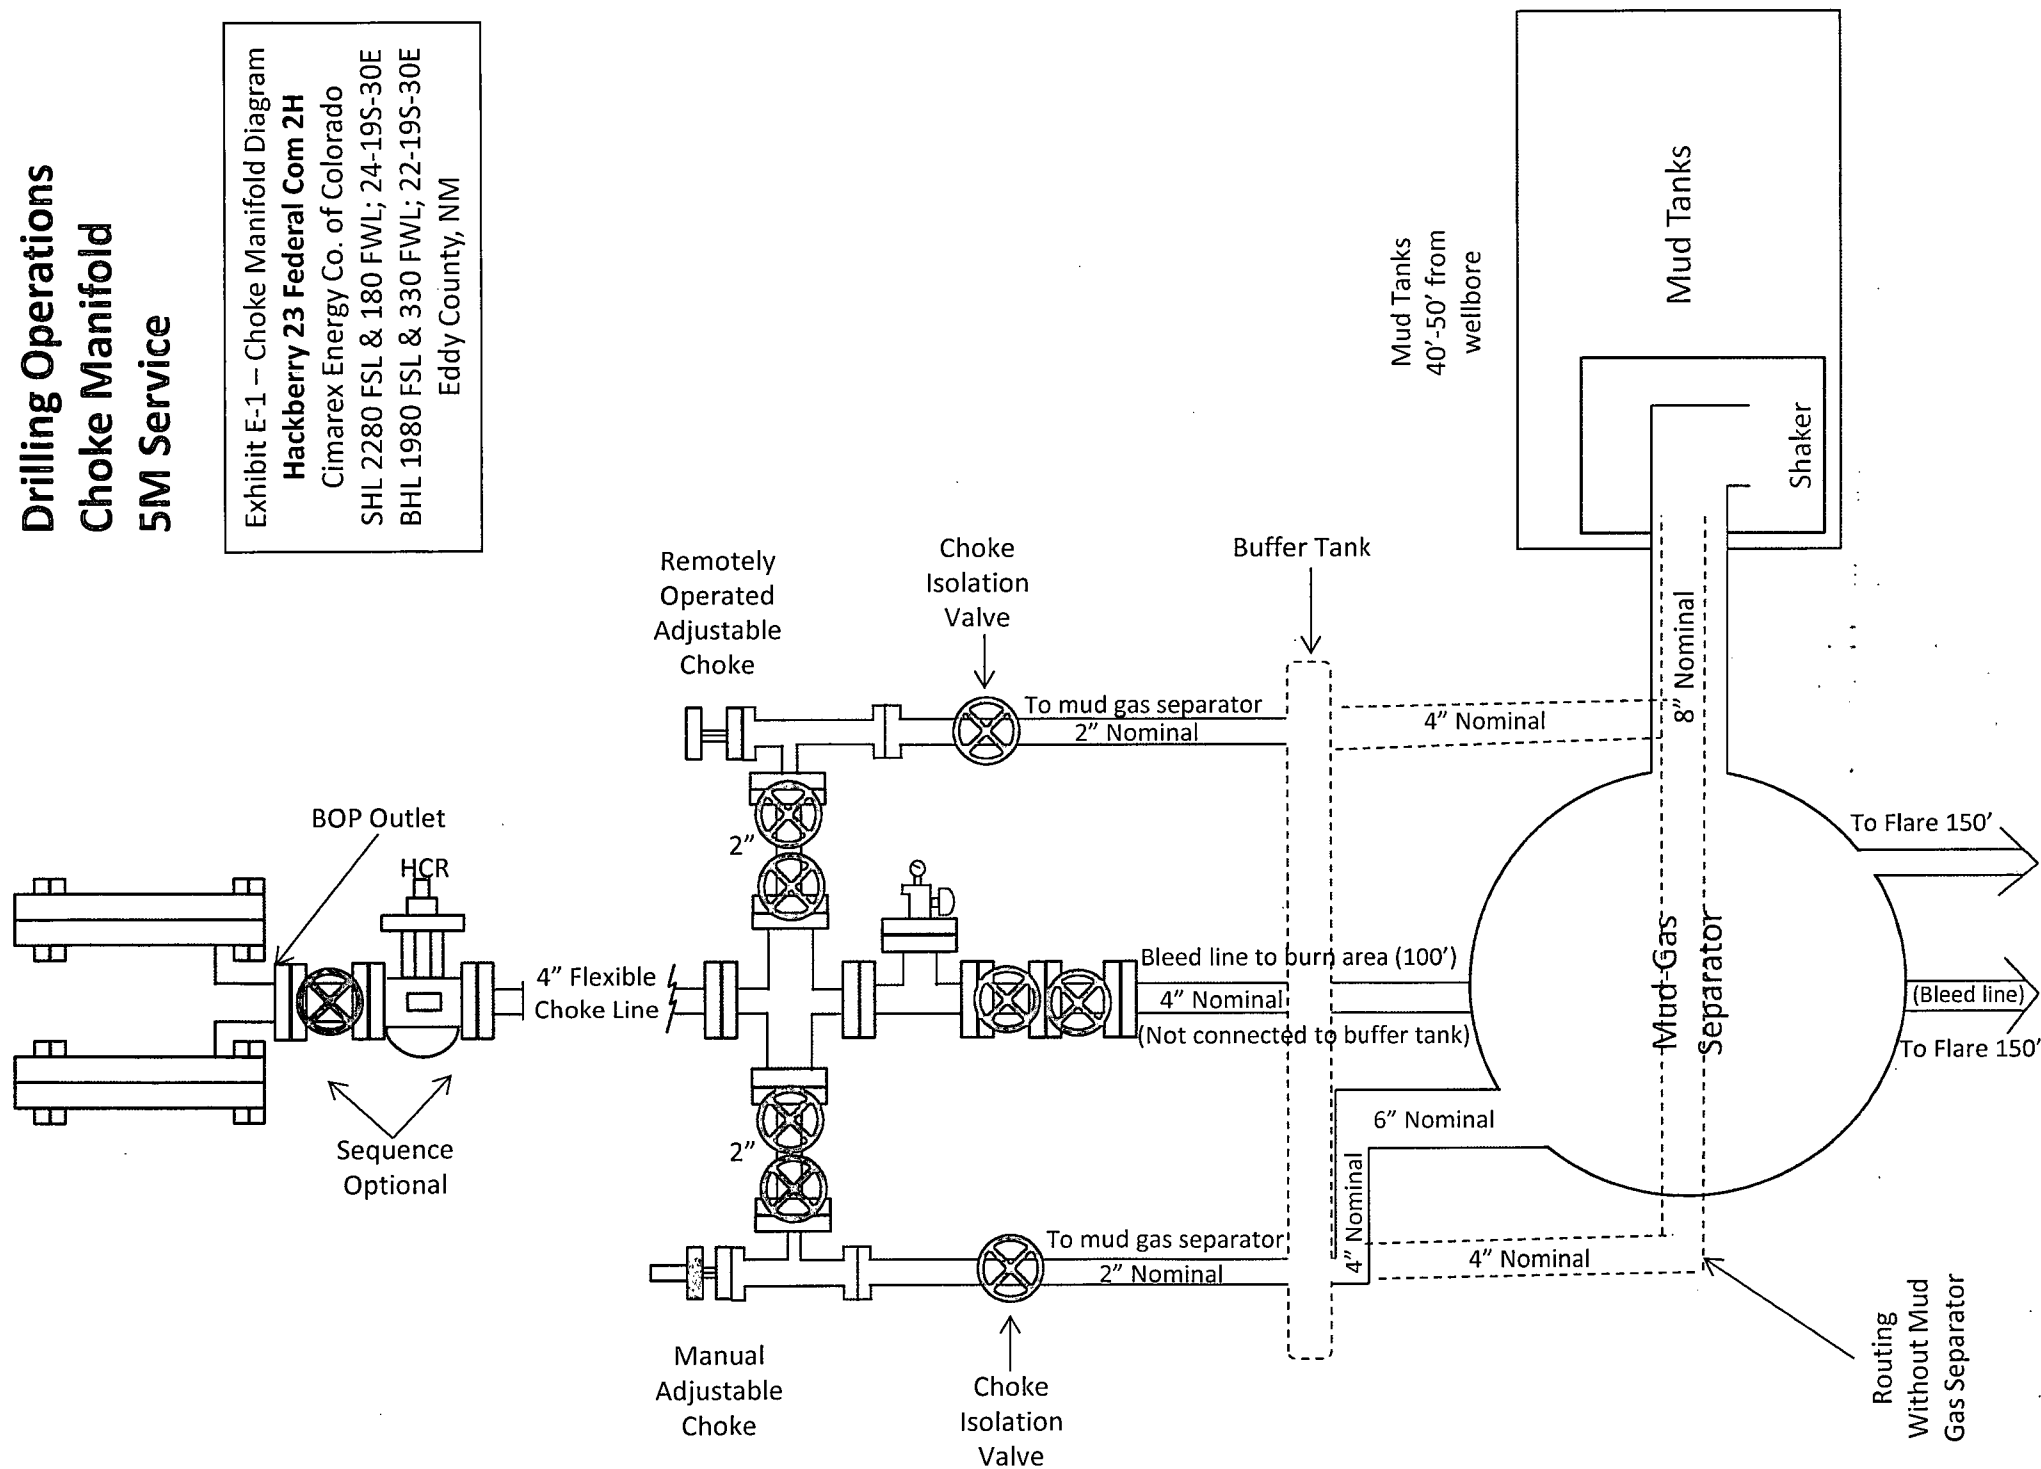 Drilling Operations
Choke Manifold
5M Service
Exhibit E-1 – Choke Manifold Diagram
Hackberry 23 Federal Com 2H
Cimarex Energy Co. of Colorado
SHL 2280 FSL & 180 FWL; 24-19S-30E
BHL 1980 FSL & 330 FWL; 22-19S-30E
Eddy County, NM
Mud Tanks
40'-50' from
wellbore
Mud Tanks
Shaker
Remotely
Operated
Adjustable
Choke
Choke
Isolation
Valve
Buffer Tank
To mud gas separator
2" Nominal
4" Nominal
8" Nominal
BOP Outlet
HCR
2"
To Flare 150'
4" Flexible
Choke Line
Bleed line to burn area (100')
4" Nominal
(Not connected to buffer tank)
Mud-Gas
Separator
(Bleed line)
To Flare 150'
Sequence
Optional
2"
6" Nominal
4" Nominal
To mud gas separator
2" Nominal
4" Nominal
Manual
Adjustable
Choke
Choke
Isolation
Valve
Routing
Without Mud
Gas Separator